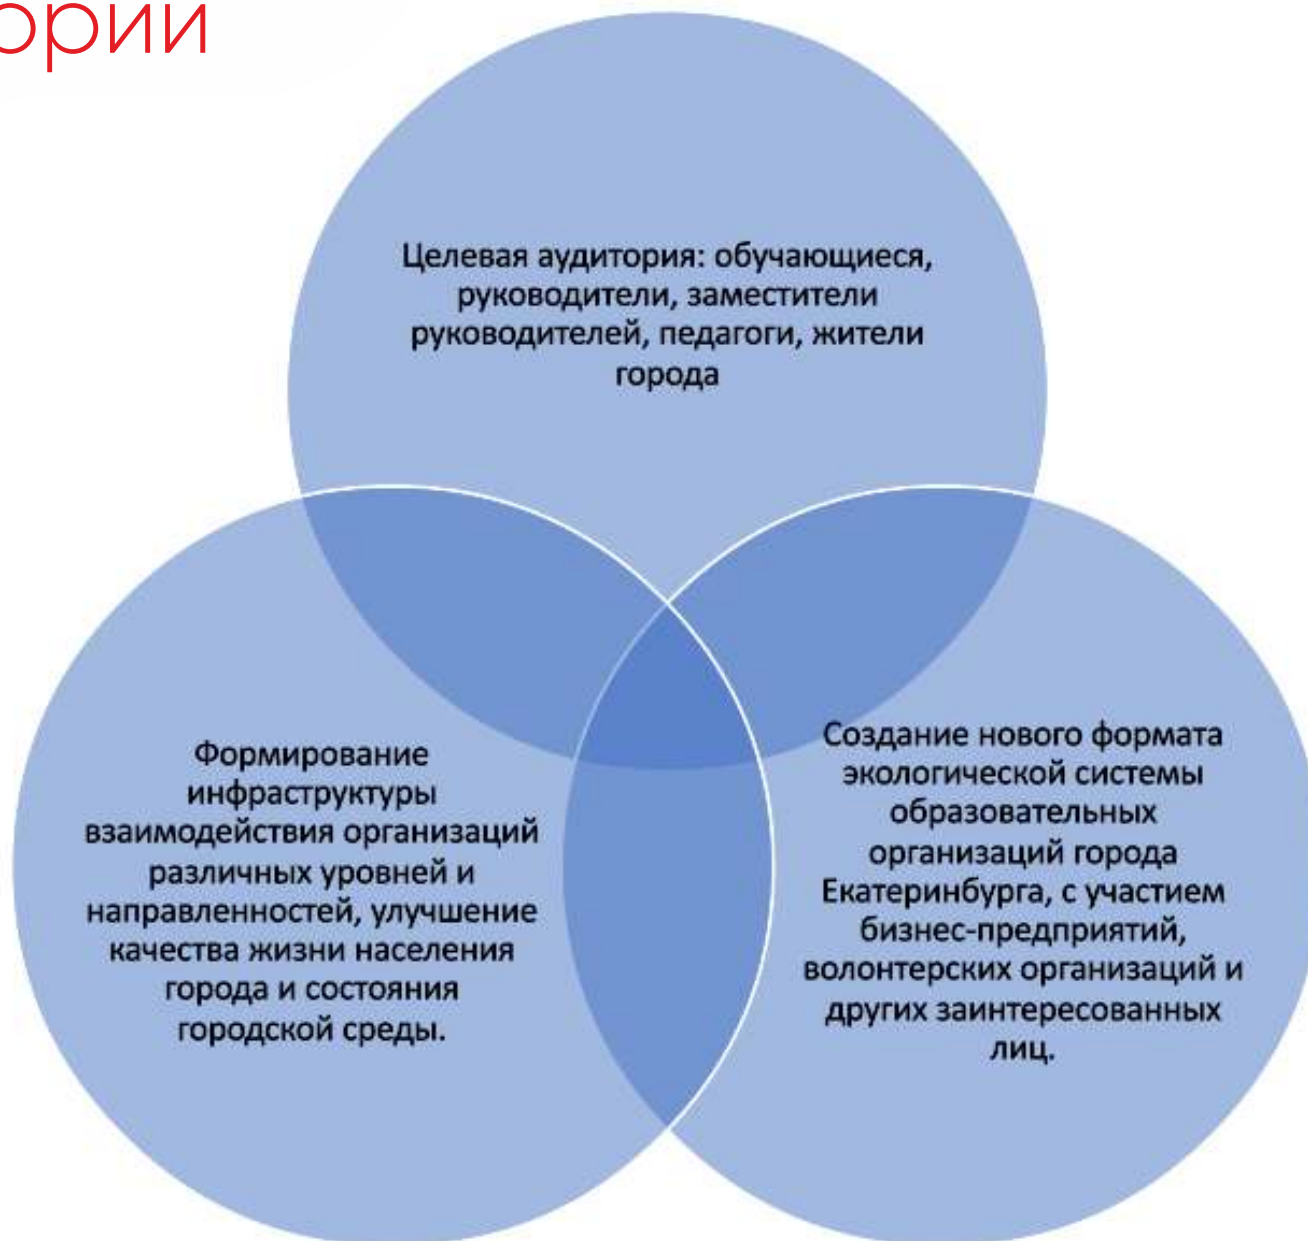 ории
Целевая аудитория: обучающиеся,
руководители, заместители
руководителей, педагоги, жители
города
Формирование
инфраструктуры
взаимодействия организаций
различных уровней и
направленностей, улучшение
качества жизни населения
города и состояния
городской среды.
Создание нового формата
экологической системы
образовательных
организаций города
Екатеринбурга, с участием
бизнес-предприятий,
волонтерских организаций и
других заинтересованных
лиц.